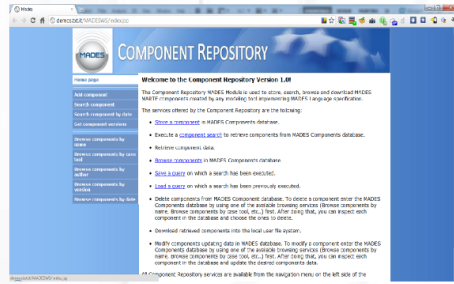 Mades
demos.txt.it/MADESWS/index.jsp
MADES
COMPONENT REPOSITORY
Home page
Add component
Search component
Search component by date
Get component versions
Browse components by
name
Browse components by case
tool
Browse components by
author
Browse components by
version
Browse components by date
Welcome to the Component Repository Version 1.0!
The Component Repository MADES Module is used to store, search, browse and download MADES
MARTE components created by any modeling tool implementing MADES Language specification.
The services offered by the Component Repository are the following:
• Store a component in MADES Components database.
• Execute a component search to retrieve components from MADES Components database.
• Retrieve component data.
• Browse components in MADES Components database.
• Save a query on which a search has been executed.
• Load a query on which a search has been previously executed.
• Delete components from MADES Component database. To delete a component enter the MADES
Components database by using one of the available browsing services (Browse components by
name, Browse components by case tool, etc..) first. After doing that, you can inspect each
component in the database and choose the ones to delete.
• Download retrieved components into the local user file system.
• Modify components updating data in MADES database. To modify a component enter the MADES
Components database by using one of the available browsing services (Browse components by
name, Browse components by case tool, etc..) first. After doing that, you can inspect each
component in the database and update the desired components data.
All Component Repository services are available from the navigation menu on the left side of the